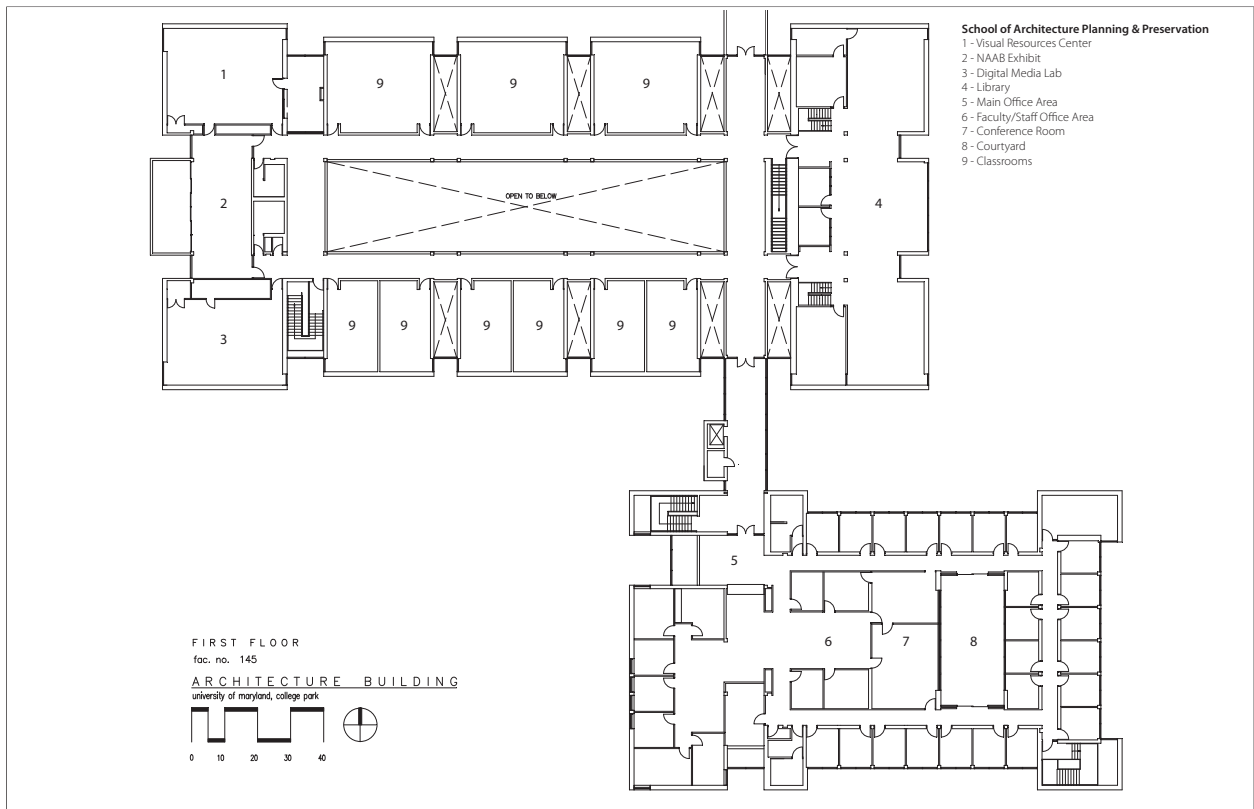 School of Architecture Planning & Preservation
1 - Visual Resources Center
2 - NAAB Exhibit
3 - Digital Media Lab
4 - Library
5 - Main Office Area
6 - Faculty/Staff Office Area
7 - Conference Room
8 - Courtyard
9 - Classrooms
1
9
9
9
2
OPEN TO BELOW
4
3
9
9
9
9
9
9
5
6
7
8
FIRST FLOOR
fac. no. 145
ARCHITECTURE BUILDING
university of maryland, college park
0 10 20 30 40